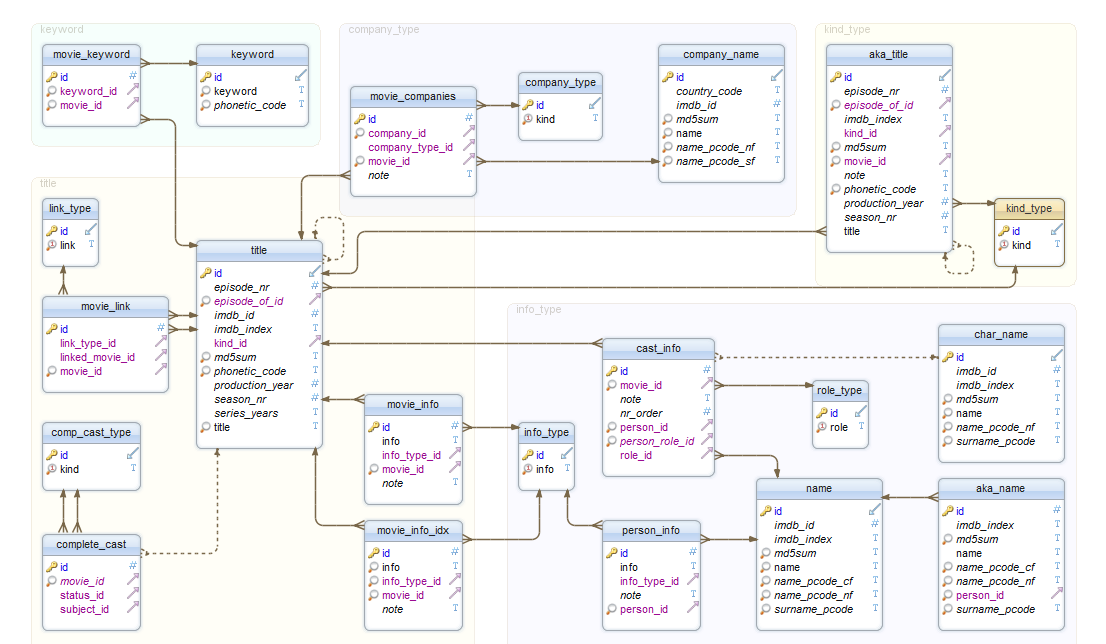 keyword
movie_keyword
id
keyword_id
movie_id
keyword
id
keyword
phonetic_code
company_type
movie_companies
id
company_id
company_type_id
movie_id
note
company_type
id
kind
company_name
id
country_code
imdb_id
md5sum
name
name_pcode_nf
name_pcode_sf
kind_type
aka_title
id
episode_nr
episode_of_id
imdb_index
kind_id
md5sum
movie_id
note
phonetic_code
production_year
season_nr
title
kind_type
id
kind
title
link_type
id
link
movie_link
id
link_type_id
linked_movie_id
movie_id
title
id
episode_nr
episode_of_id
imdb_id
imdb_index
kind_id
md5sum
phonetic_code
production_year
season_nr
series_years
title
comp_cast_type
id
kind
complete_cast
id
movie_id
status_id
subject_id
movie_info
id
info
info_type_id
movie_id
note
movie_info_idx
id
info
info_type_id
movie_id
note
info_type
info_type
id
info
cast_info
id
movie_id
note
nr_order
person_id
person_role_id
role_id
role_type
id
role
char_name
id
imdb_id
imdb_index
md5sum
name
name_pcode_nf
surname_pcode
person_info
id
info
info_type_id
note
person_id
name
id
imdb_id
imdb_index
md5sum
name
name_pcode_cf
name_pcode_nf
surname_pcode
aka_name
id
imdb_index
md5sum
name
name_pcode_cf
name_pcode_nf
person_id
surname_pcode